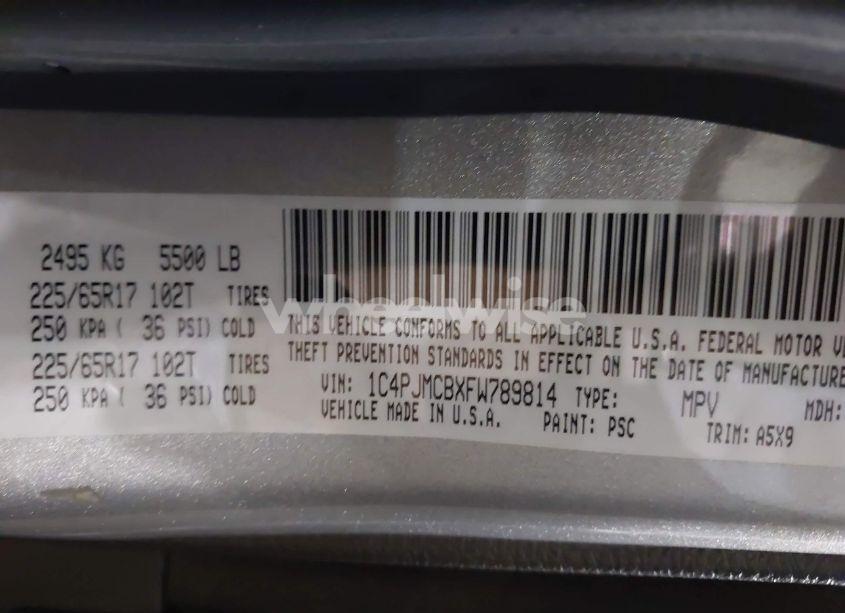 2495 KG 5500 LB
225/65R17 102T TIRES
250 KPA ( 36 PSI) COLD
225/65R17 102T TIRES
250 KPA ( 36 PSI) COLD
wheelwise
THIS VEHICLE CONFORMS TO ALL APPLICABLE U.S.A. FEDERAL MOTOR VE
THEFT PREVENTION STANDARDS IN EFFECT ON THE DATE OF MANUFACTURE
VIN: 1C4PJMCBXFW789814 TYPE: MPV MDH:
VEHICLE MADE IN U.S.A. PAINT: PSC TRIM: A5X9